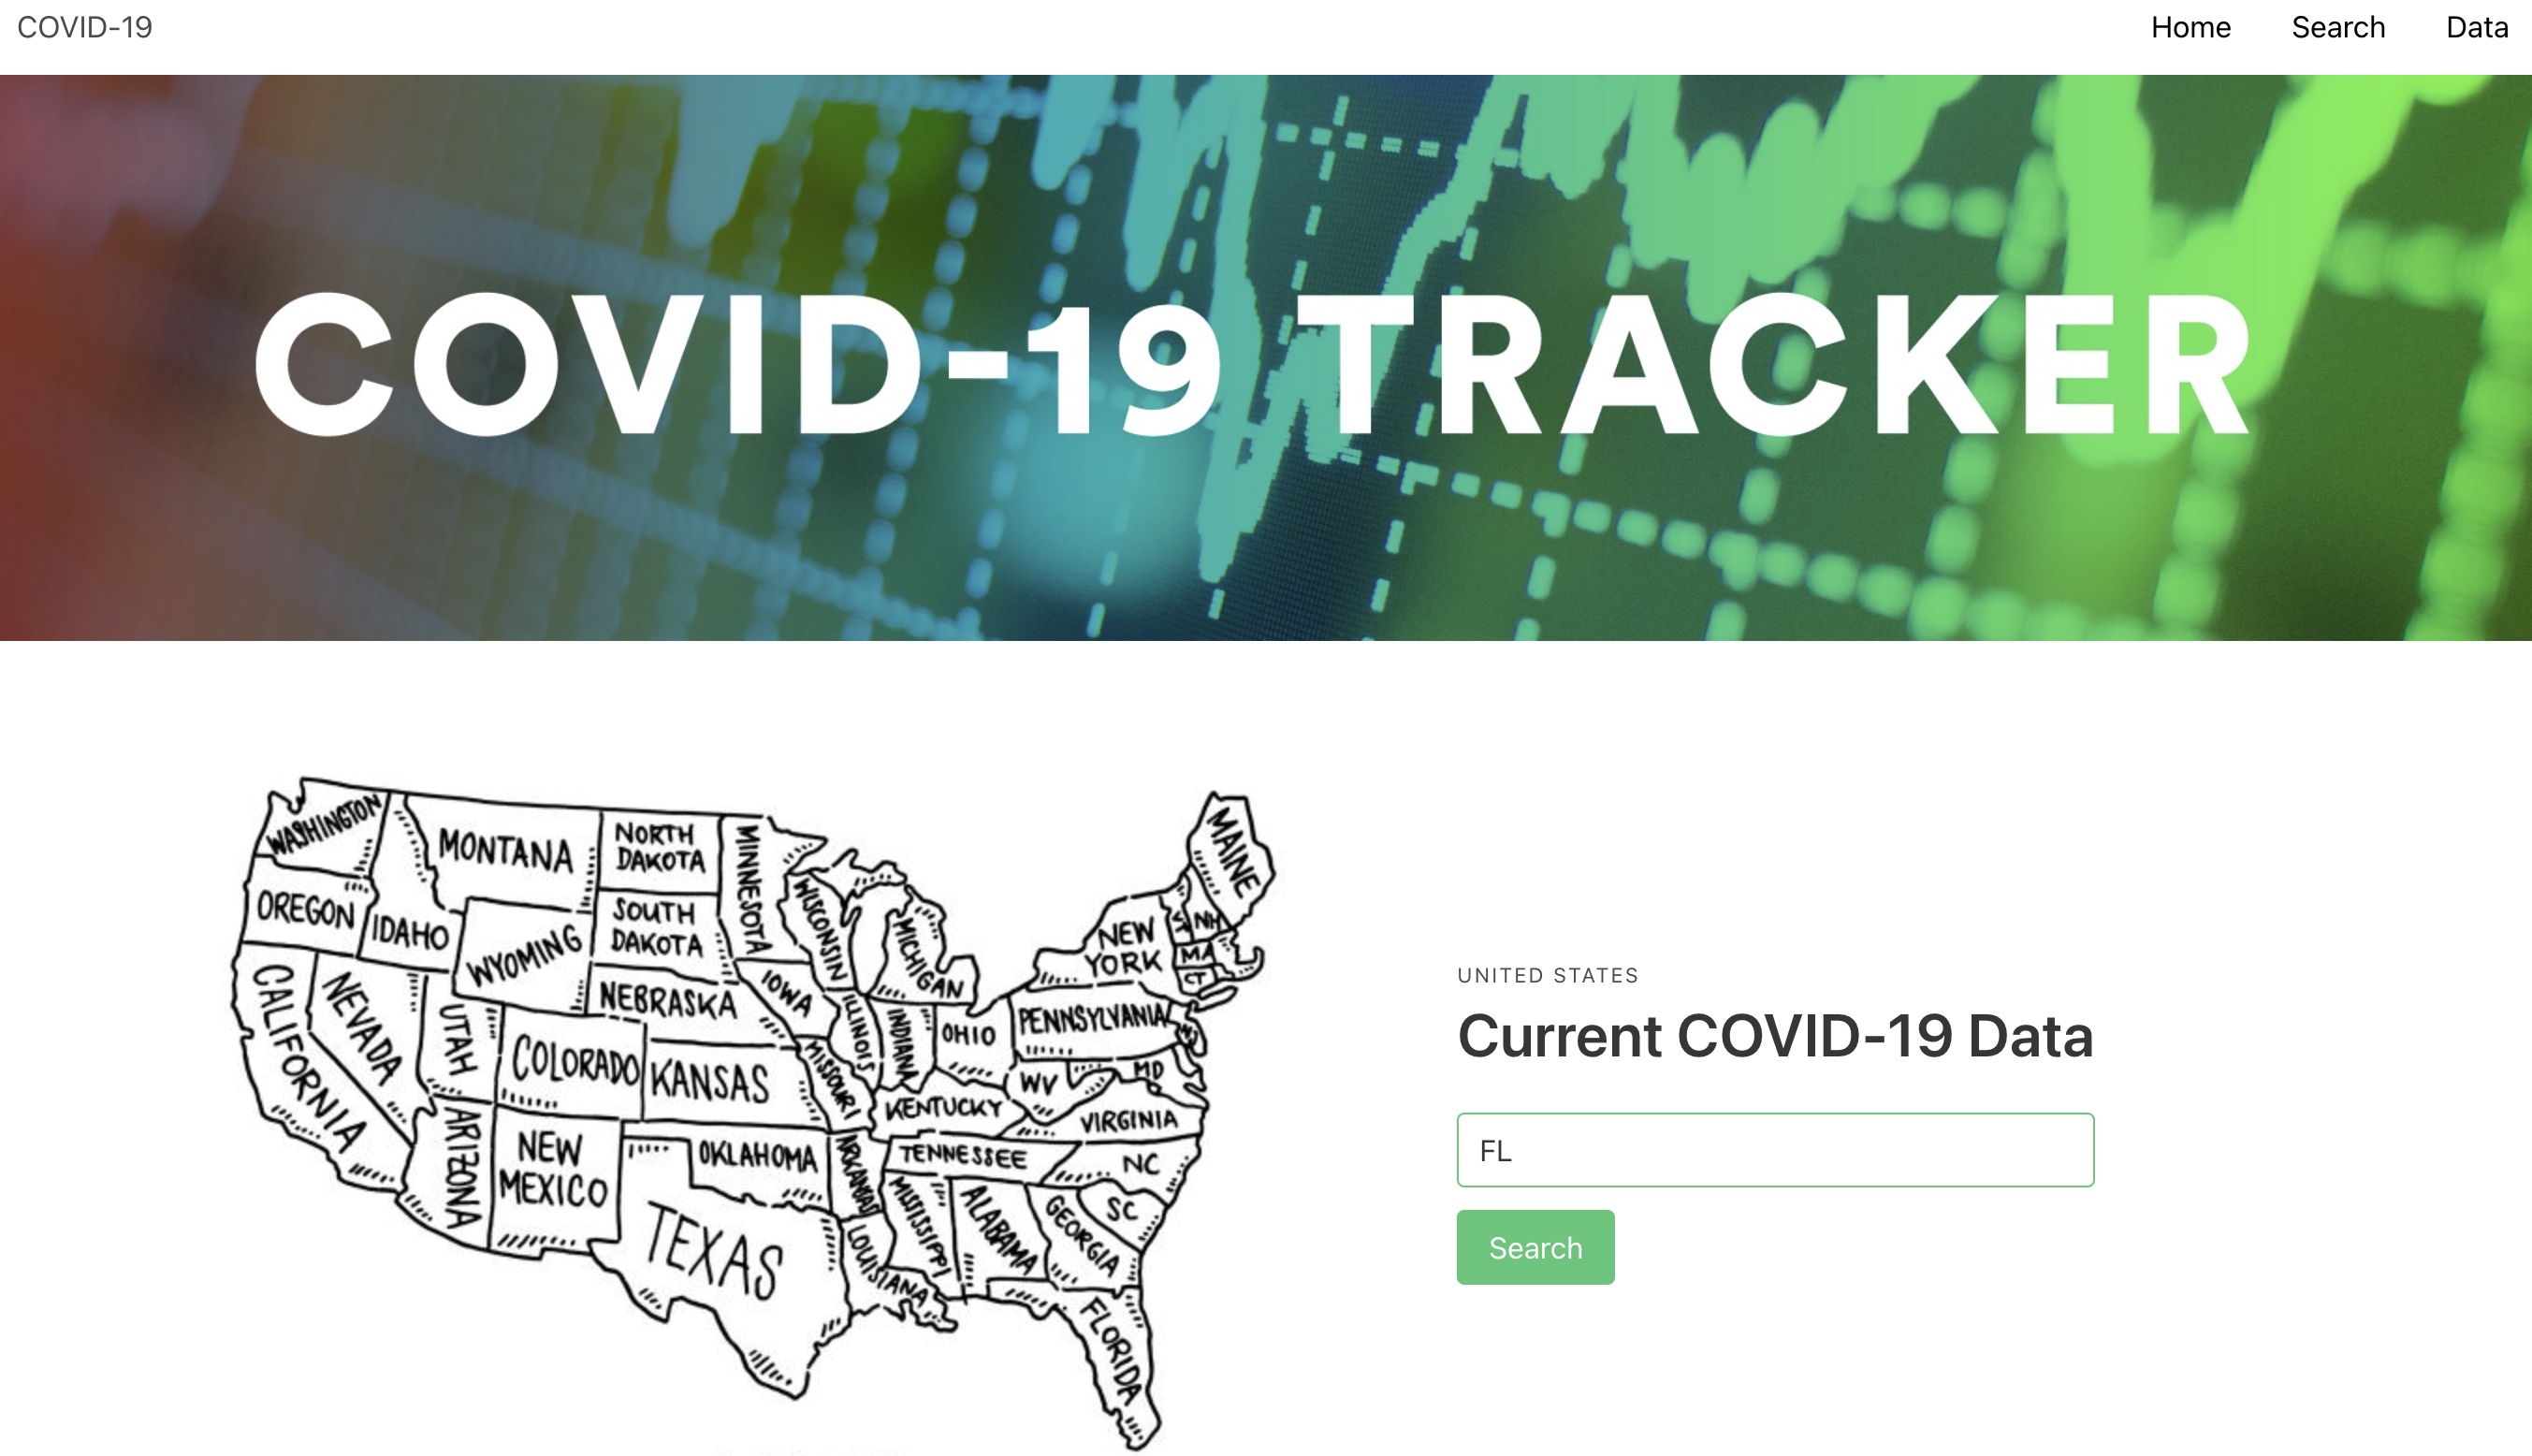 COVID-19
Home Search Data
COVID-19 TRACKER
WASHINGTON
MONTANA
NORTH
DAKOTA
MINNESOTA
OREGON
IDAHO
WYOMING
SOUTH
DAKOTA
WISCONSIN
MICHIGAN
MAINE
NEW
YORK
VT
NH
MA
CT
CALIFORNIA
NEVADA
UTAH
COLORADO
NEBRASKA
IOWA
ILLINOIS
INDIANA
OHIO
PENNSYLVANIA
KANSAS
MISSOURI
KENTUCKY
WV
MD
VIRGINIA
ARIZONA
NEW
MEXICO
OKLAHOMA
ARKANSAS
TENNESSEE
NC
SC
TEXAS
LOUISIANA
MISSISSIPPI
ALABAMA
GEORGIA
FLORIDA
UNITED STATES
Current COVID-19 Data
FL
Search